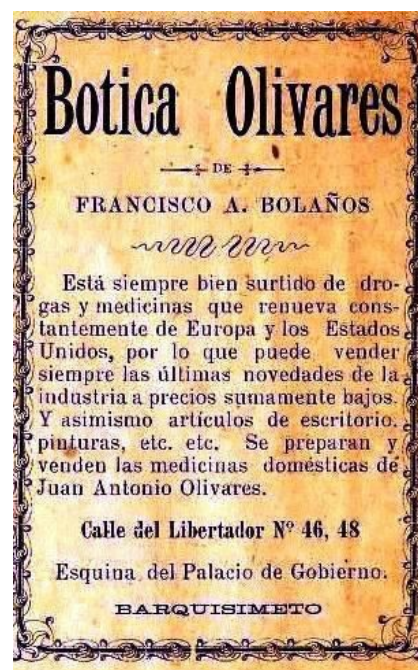 Botica Olivares
DE
FRANCISCO A. BOLAÑOS
Está siempre bien surtido de dro-
gas y medicinas que renueva cons-
tantemente de Europa y los Estados
Unidos, por lo que puede vender
siempre las últimas novedades de la
industria a precios sumamente bajos.
Y asimismo artículos de escritorio,
pinturas, etc. etc. Se preparan y
venden las medicinas domésticas de
Juan Antonio Olivares.
Calle del Libertador Nº 46, 48
Esquina del Palacio de Gobierno.
BARQUISIMETO